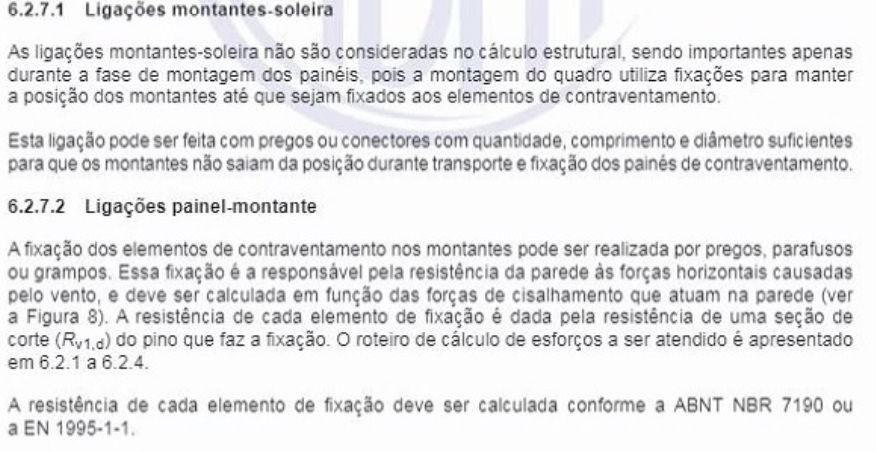 6.2.7.1 Ligações montantes-soleira
As ligações montantes-soleira não são consideradas no cálculo estrutural, sendo importantes apenas
durante a fase de montagem dos painéis, pois a montagem do quadro utiliza fixações para manter
a posição dos montantes até que sejam fixados aos elementos de contraventamento.
Esta ligação pode ser feita com pregos ou conectores com quantidade, comprimento e diâmetro suficientes
para que os montantes não saiam da posição durante transporte e fixação dos painés de contraventamento.
6.2.7.2 Ligações painel-montante
A fixação dos elementos de contraventamento nos montantes pode ser realizada por pregos, parafusos
ou grampos. Essa fixação é a responsável pela resistência da parede às forças horizontais causadas
pelo vento, e deve ser calculada em função das forças de cisalhamento que atuam na parede (ver
a Figura 8). A resistência de cada elemento de fixação é dada pela resistência de uma seção de
corte (Rv1,d) do pino que faz a fixação. O roteiro de cálculo de esforços a ser atendido é apresentado
em 6.2.1 a 6.2.4.
A resistência de cada elemento de fixação deve ser calculada conforme a ABNT NBR 7190 ou
a EN 1995-1-1.